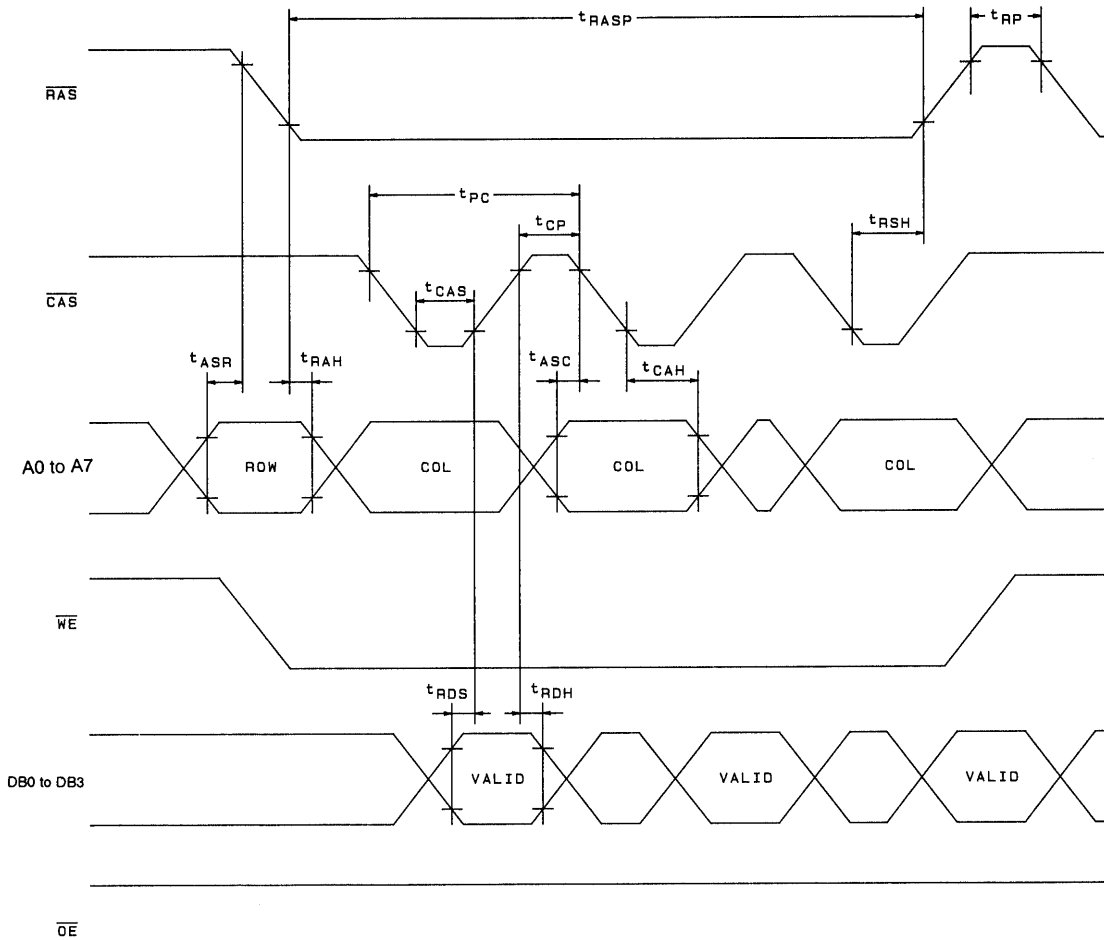 tRASP
tRP
RAS
tPC
tCP
tRSH
CAS
tCAS
tASR
tRAH
tASC
tCAH
A0 to A7
ROW
COL
COL
COL
WE
tRDS
tRDH
DB0 to DB3
VALID
VALID
VALID
OE